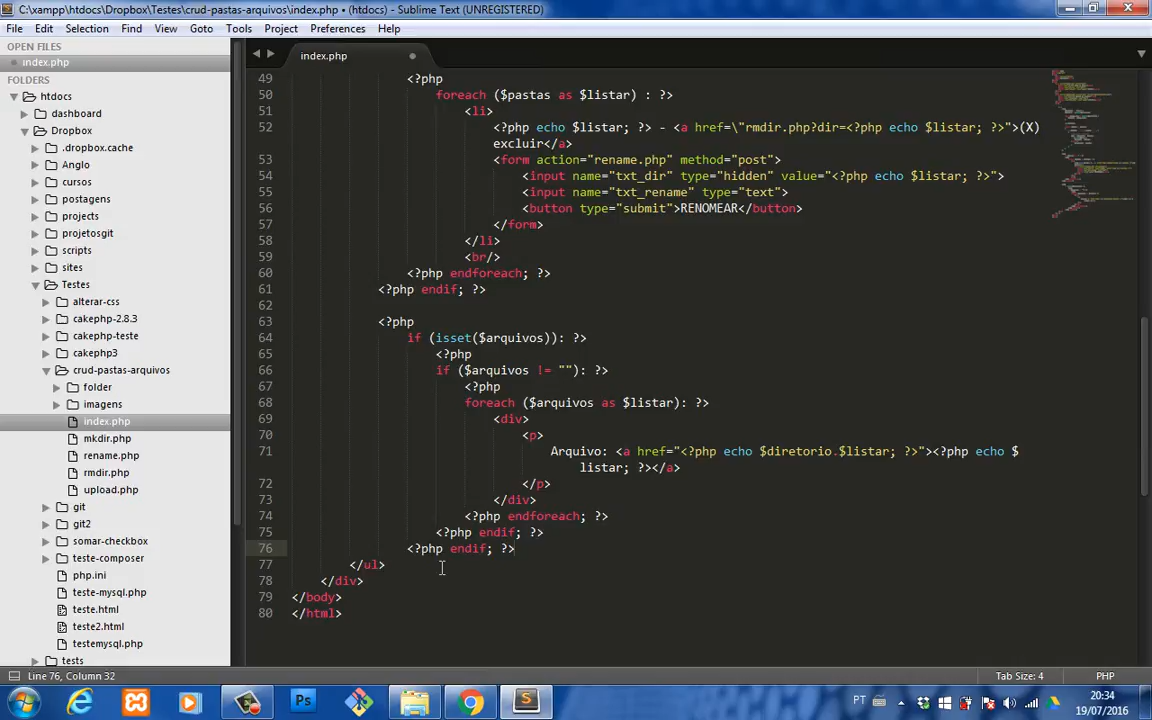 C:\xampp\htdocs\Dropbox\Testes\crud-pastas-arquivos\index.php • (htdocs) - Sublime Text (UNREGISTERED)
File Edit Selection Find View Goto Tools Project Preferences Help
OPEN FILES
index.php
FOLDERS
htdocs
dashboard
Dropbox
.dropbox.cache
Anglo
cursos
postagens
projects
projetosgit
scripts
sites
Testes
alterar-css
cakephp-2.8.3
cakephp-teste
cakephp3
crud-pastas-arquivos
folder
imagens
index.php
mkdir.php
rename.php
rmdir.php
upload.php
git
git2
somar-checkbox
teste-composer
php.ini
teste-mysql.php
teste.html
teste2.html
testemysql.php
tests
index.php
49 <?php
50 foreach ($pastas as $listar) : ?>
51 <li>
52 <?php echo $listar; ?> - <a href=\"rmdir.php?dir=<?php echo $listar; ?>">(X)
excluir</a>
53 <form action="rename.php" method="post">
54 <input name="txt_dir" type="hidden" value="<?php echo $listar; ?>">
55 <input name="txt_rename" type="text">
56 <button type="submit">RENOMEAR</button>
57 </form>
58 </li>
59 <br/>
60 <?php endforeach; ?>
61 <?php endif; ?>
62
63 <?php
64 if (isset($arquivos)): ?>
65 <?php
66 if ($arquivos != ""): ?>
67 <?php
68 foreach ($arquivos as $listar): ?>
69 <div>
70 <p>
71 Arquivo: <a href="<?php echo $diretorio.$listar; ?>"><?php echo $
listar; ?></a>
72 </p>
73 </div>
74 <?php endforeach; ?>
75 <?php endif; ?>
76 <?php endif; ?>
77 </ul>
78 </div>
79 </body>
80 </html>
Line 76, Column 32
Tab Size: 4
PHP
Ps
PT
20:34
19/07/2016